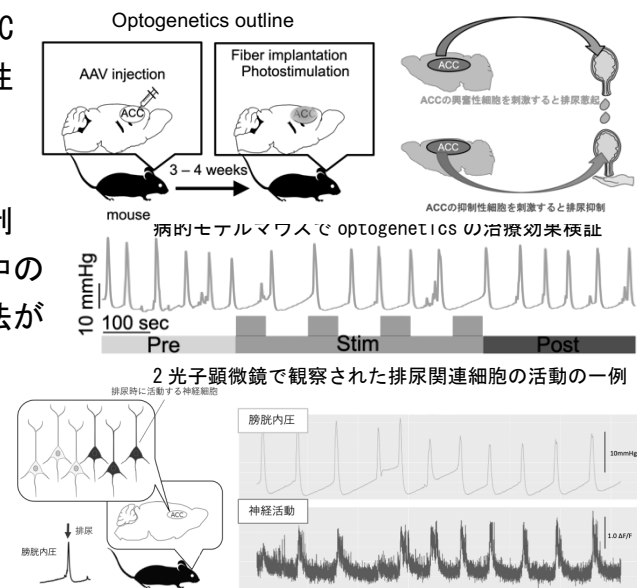 C
性
剤
中の
法が
Optogenetics outline
AAV injection
ACC
3 – 4 weeks
mouse
Fiber implantation
Photostimulation
ACC
ACC
ACCの興奮性細胞を刺激すると排尿惹起
ACC
ACCの抑制性細胞を刺激すると排尿抑制
病的モデルマウスで optogenetics の治療効果検証
10 mmHg
100 sec
Pre
Stim
Post
2 光子顕微鏡で観察された排尿関連細胞の活動の一例
排尿時に活動する神経細胞
ACC
排尿
膀胱内圧
膀胱内圧
10mmHg
神経活動
1.0 ΔF/F